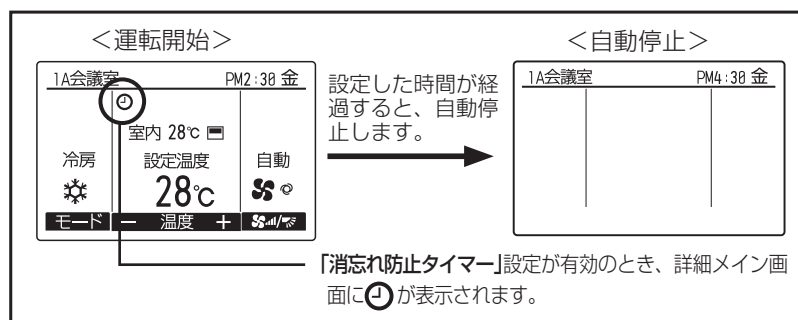 <運転開始>
1A会議室 PM2:30 金
室内 28℃
冷房 設定温度 自動
28℃
モード － 温度 ＋
設定した時間が経
過すると、自動停
止します。
<自動停止>
1A会議室 PM4:30 金
「消忘れ防止タイマー」設定が有効のとき、詳細メイン画
面に が表示されます。